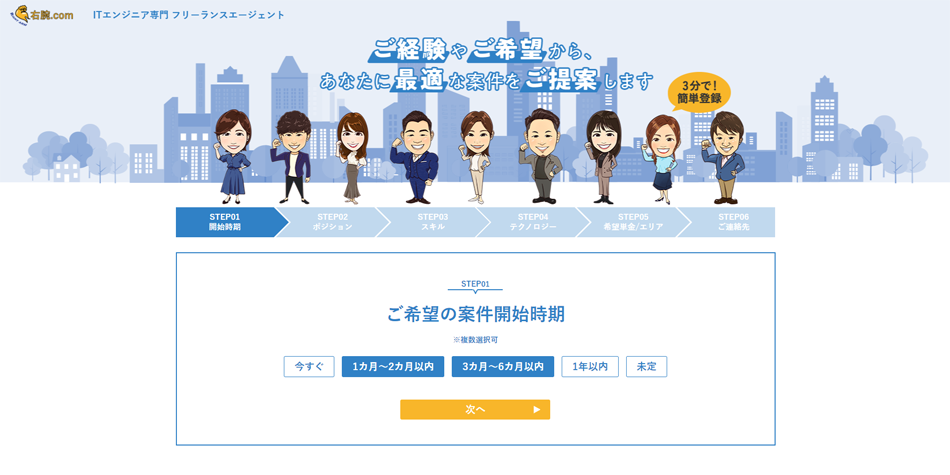 右腕.com
ITエンジニア専門 フリーランスエージェント
ご経験やご希望から、
あなたに最適な案件をご提案します
3分で!
簡単登録
STEP01
開始時期
STEP02
ポジション
STEP03
スキル
STEP04
テクノロジー
STEP05
希望単金/エリア
STEP06
ご連絡先
STEP01
ご希望の案件開始時期
※複数選択可
今すぐ
1カ月〜2カ月以内
3カ月〜6カ月以内
1年以内
未定
次へ